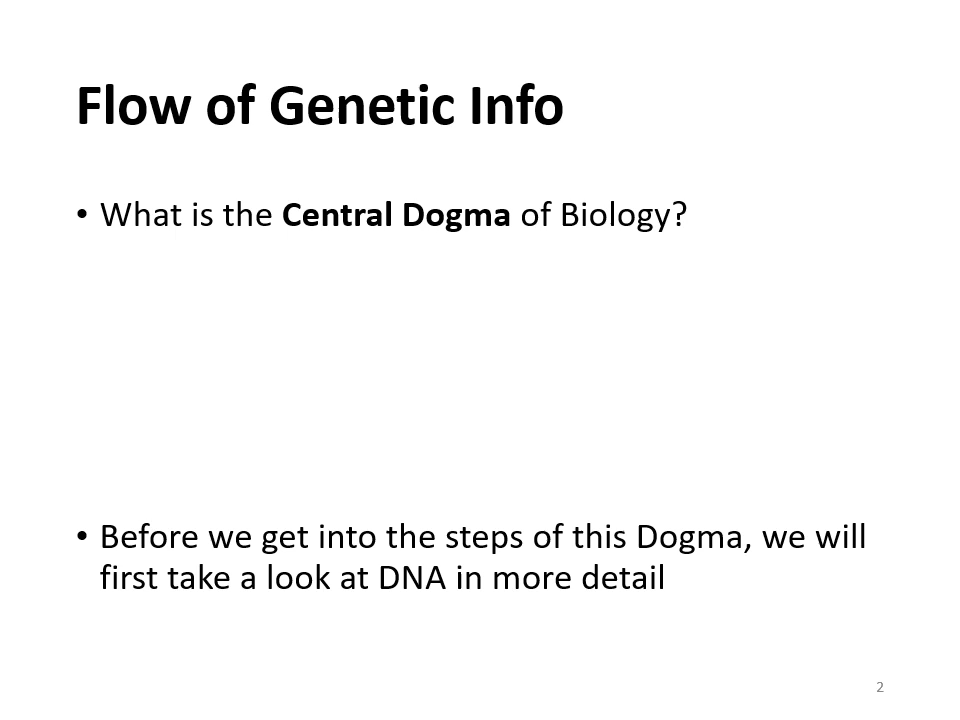 Flow of Genetic Info
• What is the Central Dogma of Biology?
• Before we get into the steps of this Dogma, we will
first take a look at DNA in more detail
2